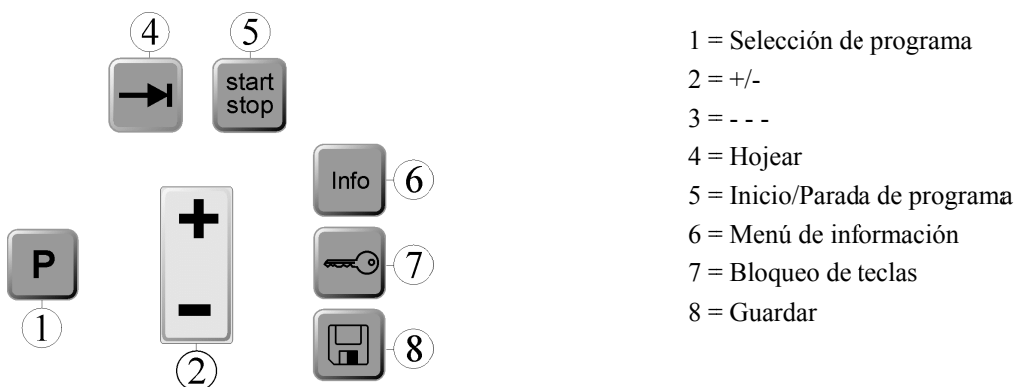 4 5
start
stop
Info 6
P
+
-
7
1
2
8
1 = Selección de programa
2 = +/-
3 = - - -
4 = Hojear
5 = Inicio/Parada de programa
6 = Menú de información
7 = Bloqueo de teclas
8 = Guardar